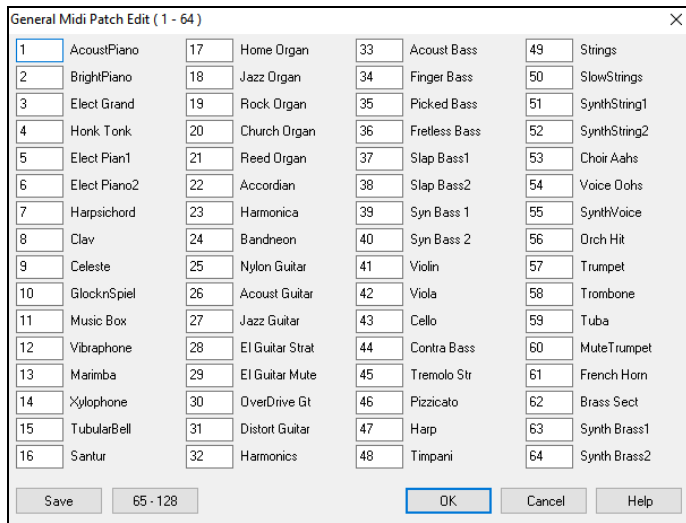 General Midi Patch Edit ( 1 - 64 )
1 AcoustPiano 17 Home Organ 33 Acoust Bass 49 Strings
2 BrightPiano 18 Jazz Organ 34 Finger Bass 50 SlowStrings
3 Elect Grand 19 Rock Organ 35 Picked Bass 51 SynthString1
4 Honk Tonk 20 Church Organ 36 Fretless Bass 52 SynthString2
5 Elect Pian1 21 Reed Organ 37 Slap Bass1 53 Choir Aahs
6 Elect Piano2 22 Accordian 38 Slap Bass2 54 Voice Oohs
7 Harpsichord 23 Harmonica 39 Syn Bass 1 55 SynthVoice
8 Clav 24 Bandneon 40 Syn Bass 2 56 Orch Hit
9 Celeste 25 Nylon Guitar 41 Violin 57 Trumpet
10 GlocknSpiel 26 Acoust Guitar 42 Viola 58 Trombone
11 Music Box 27 Jazz Guitar 43 Cello 59 Tuba
12 Vibraphone 28 El Guitar Strat 44 Contra Bass 60 MuteTrumpet
13 Marimba 29 El Guitar Mute 45 Tremolo Str 61 French Horn
14 Xylophone 30 OverDrive Gt 46 Pizzicato 62 Brass Sect
15 TubularBell 31 Distort Guitar 47 Harp 63 Synth Brass1
16 Santur 32 Harmonics 48 Timpani 64 Synth Brass2
Save 65 - 128 OK Cancel Help